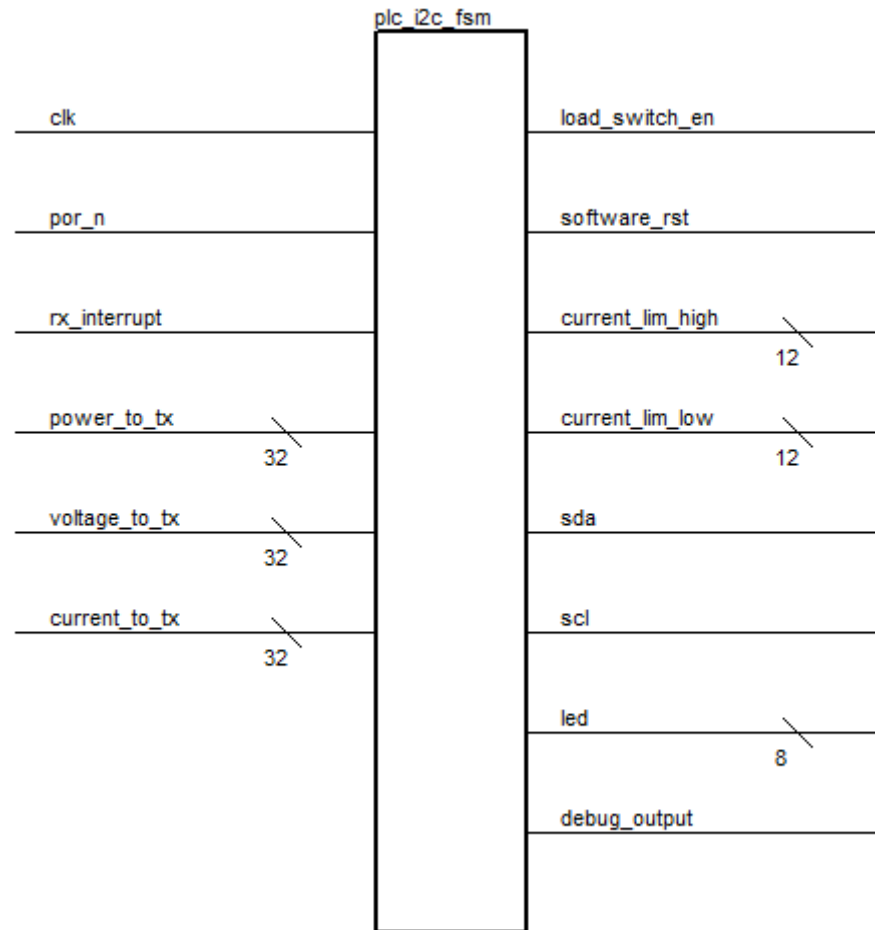 plc_i2c_fsm
clk
load_switch_en
por_n
software_rst
rx_interrupt
current_lim_high
12
power_to_tx
32
current_lim_low
12
voltage_to_tx
32
sda
current_to_tx
32
scl
led
8
debug_output